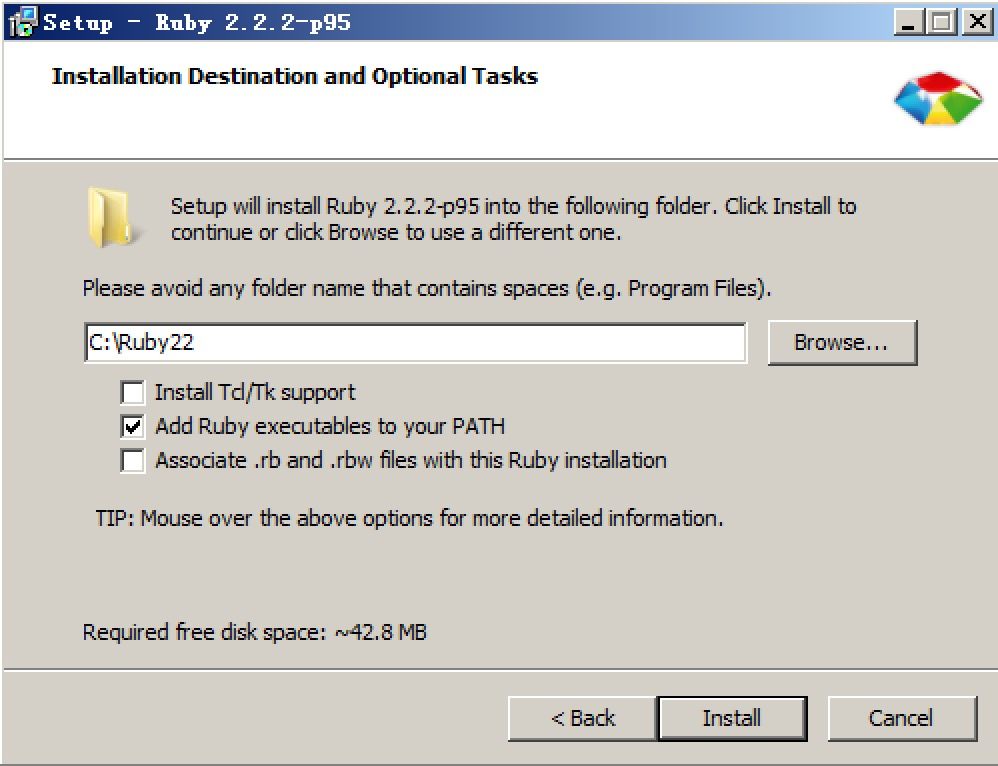 Setup - Ruby 2.2.2-p95
Installation Destination and Optional Tasks
Setup will install Ruby 2.2.2-p95 into the following folder. Click Install to
continue or click Browse to use a different one.
Please avoid any folder name that contains spaces (e.g. Program Files).
C:\Ruby22
Browse...
Install Tcl/Tk support
Add Ruby executables to your PATH
Associate .rb and .rbw files with this Ruby installation
TIP: Mouse over the above options for more detailed information.
Required free disk space: ~42.8 MB
< Back
Install
Cancel